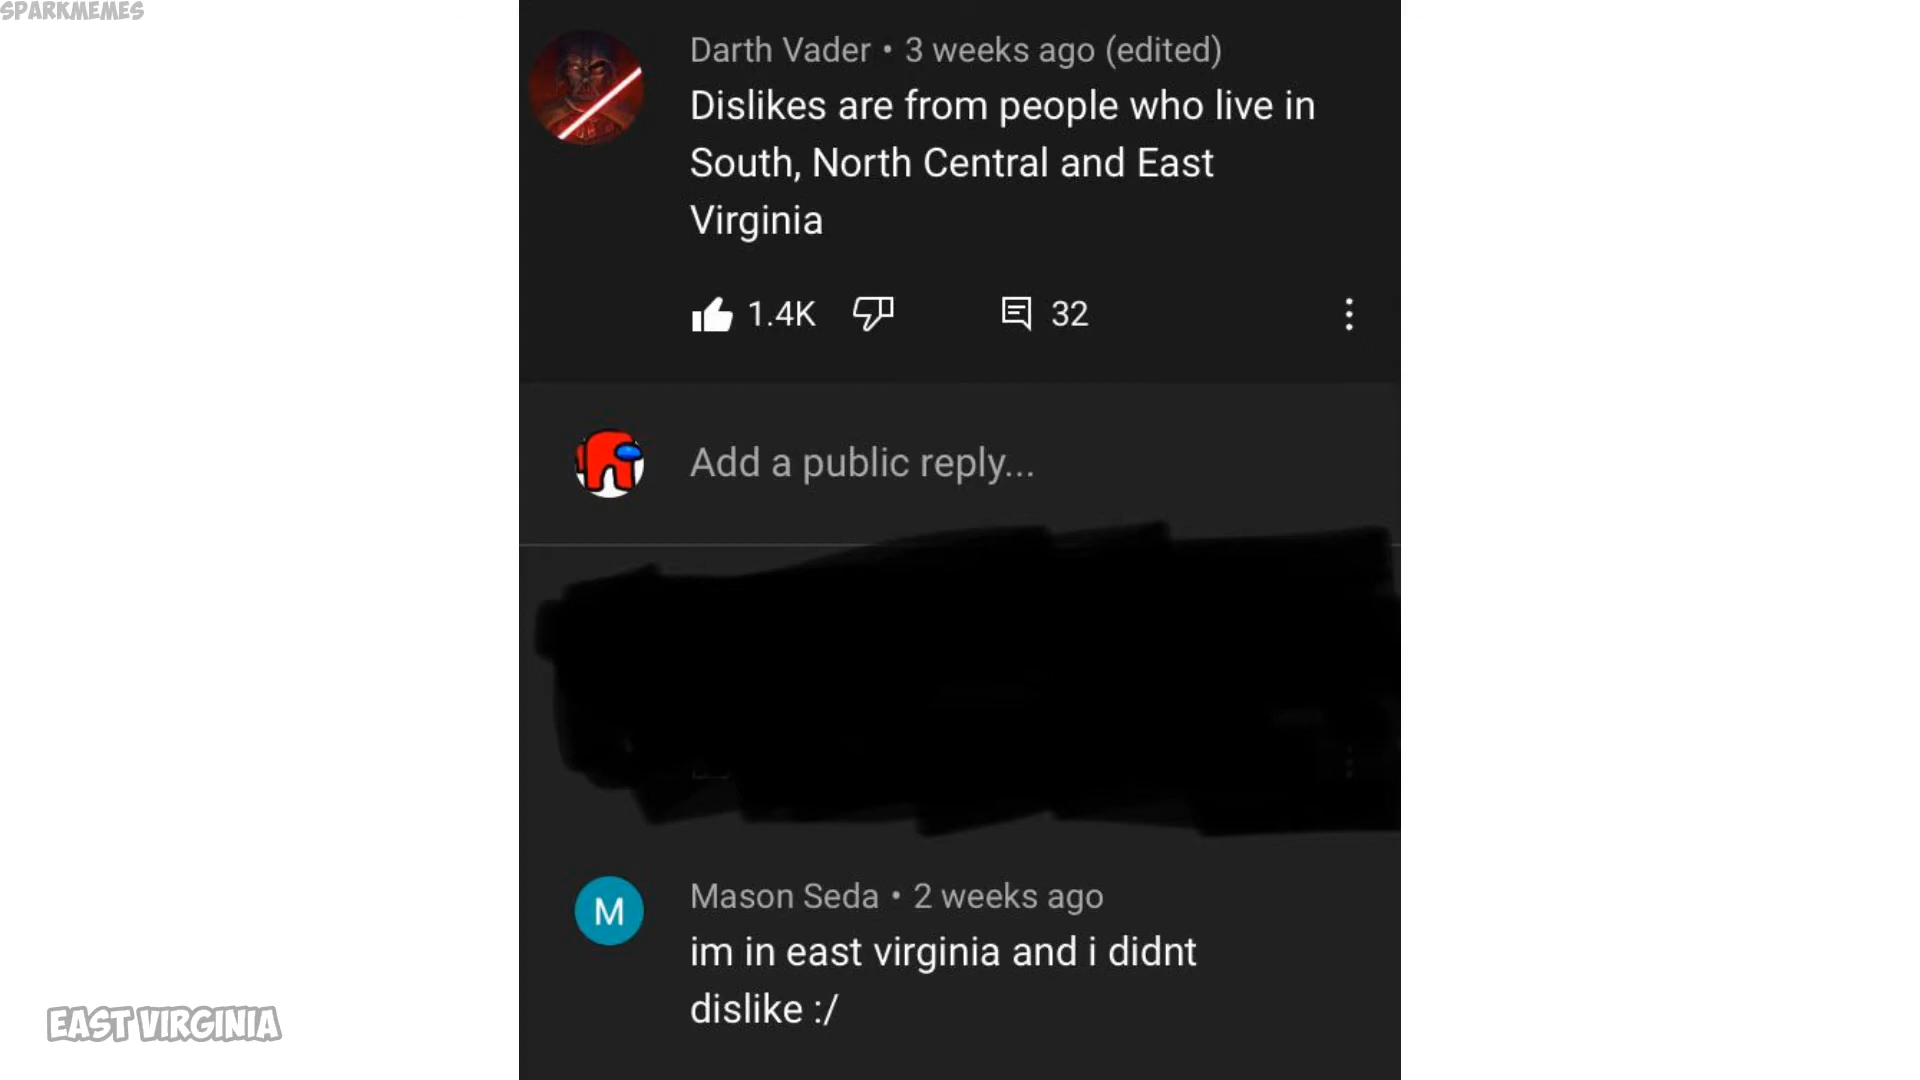 SPARKMEMES
Darth Vader • 3 weeks ago (edited)
Dislikes are from people who live in
South, North Central and East
Virginia
1.4K
32
Add a public reply...
M
Mason Seda • 2 weeks ago
im in east virginia and i didnt
dislike :/
EAST VIRGINIA